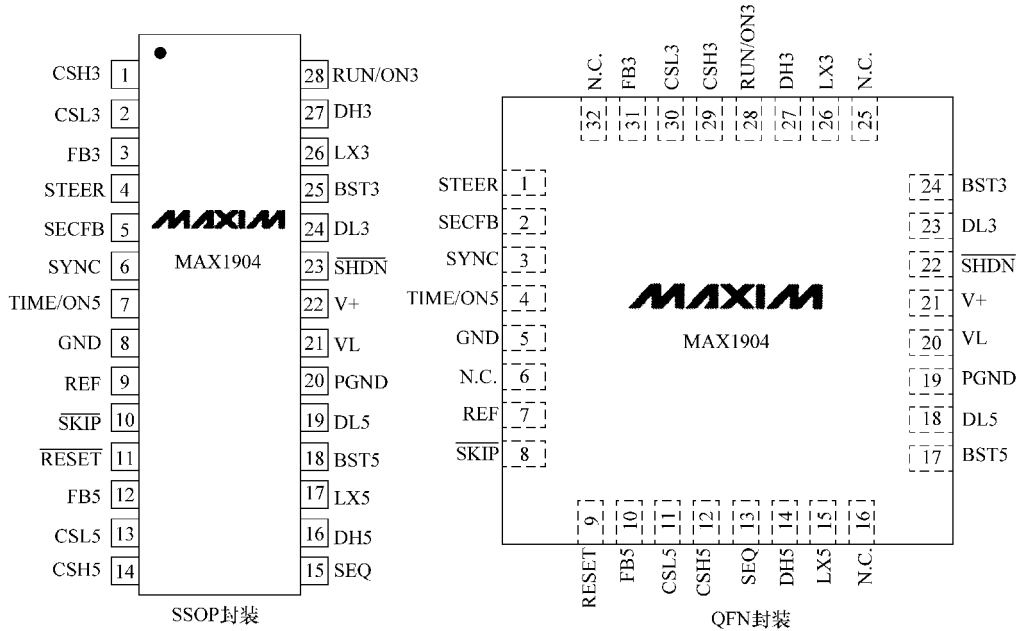 CSH3 1
CSL3 2
FB3 3
STEER 4
SECFB 5
SYNC 6
TIME/ON5 7
GND 8
REF 9
SKIP 10
RESET 11
FB5 12
CSL5 13
CSH5 14
28 RUN/ON3
27 DH3
26 LX3
25 BST3
24 DL3
23 SHDN
22 V+
21 VL
20 PGND
19 DL5
18 BST5
17 LX5
16 DH5
15 SEQ
MAXIM
MAX1904
SSOP封装
N.C. 32
FB3 31
CSL3 30
CSH3 29
RUN/ON3 28
DH3 27
LX3 26
N.C. 25
STEER 1
SECFB 2
SYNC 3
TIME/ON5 4
GND 5
N.C. 6
REF 7
SKIP 8
24 BST3
23 DL3
22 SHDN
21 V+
20 VL
19 PGND
18 DL5
17 BST5
MAXIM
MAX1904
RESET 9
FB5 10
CSL5 11
CSH5 12
SEQ 13
DH5 14
LX5 15
N.C. 16
QFN封装